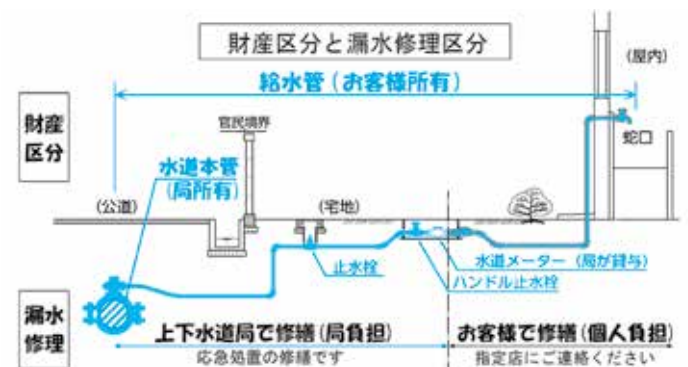 財産区分と漏水修理区分
(屋内)
給水管(お客様所有)
財産
区分
官民境界
蛇口
水道本管
(局所有)
(公道)
(宅地)
止水栓
水道メーター(局が貸与)
ハンドル止水栓
漏水
修理
上下水道局で修繕(局負担)
応急処置の修繕です
お客様で修繕(個人負担)
指定店にご連絡ください